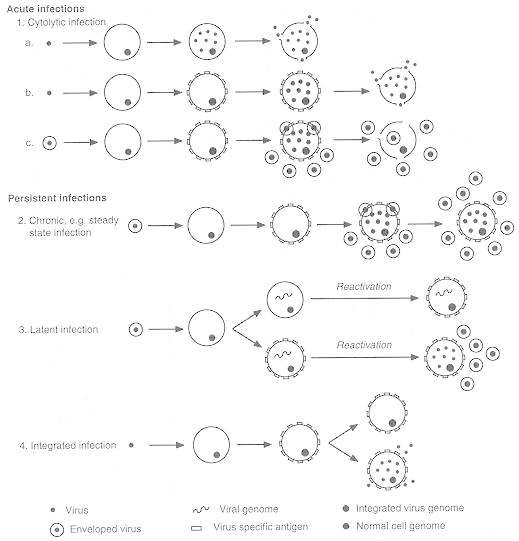 Acute infections
1. Cytolytic infection
a.
b.
c.
Persistent infections
2. Chronic, e.g. steady
state infection
3. Latent infection
Reactivation
Reactivation
4. Integrated infection
Virus
Viral genome
Integrated virus genome
Enveloped virus
Virus specific antigen
Normal cell genome